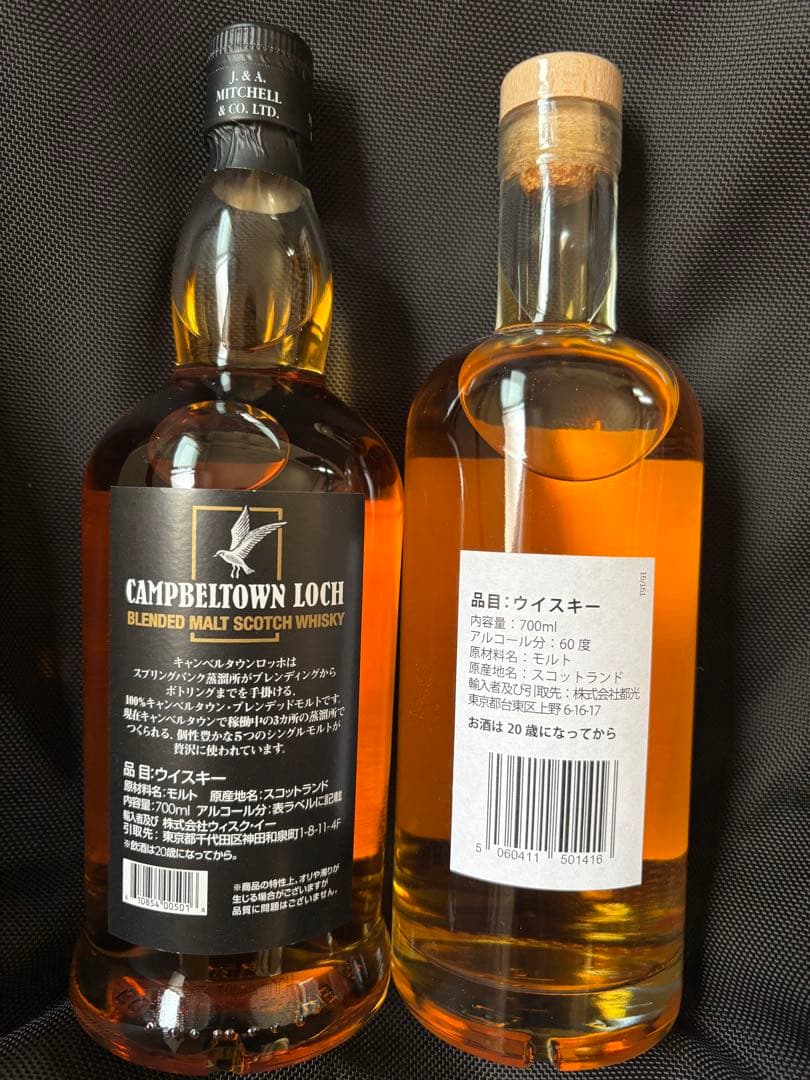 J. & A.
MITCHELL
& CO. LTD.
CAMPBELTOWN LOCH
BLENDED MALT SCOTCH WHISKY
キャンベルタウンロッホは
スプリングバンク蒸溜所がブレンディングから
ボトリングまでを手掛ける、
100%キャンベルタウン・ブレンデッドモルトです。
現在キャンベルタウンで稼働中の3カ所の蒸溜所で
つくられる、個性豊かな5つのシングルモルトが
贅沢に使われています。
品 目:ウイスキー
原材料名:モルト 原産地名:スコットランド
内容量:700ml アルコール分:表ラベルに記載
輸入者及び 株式会社ウィスク・イー
引取先: 東京都千代田区神田和泉町1-8-11-4F
※飲酒は20歳になってから。
※商品の特性上、オリや濁りが
生じる場合がございますが
品質に問題はございません。
6 10854 00501 6
15/151
品目:ウイスキー
内容量:700ml
アルコール分:60度
原材料名:モルト
原産地名:スコットランド
輸入者及び引取先:株式会社都光
東京都台東区上野 6-16-17
お酒は 20 歳になってから
5 060411 501416